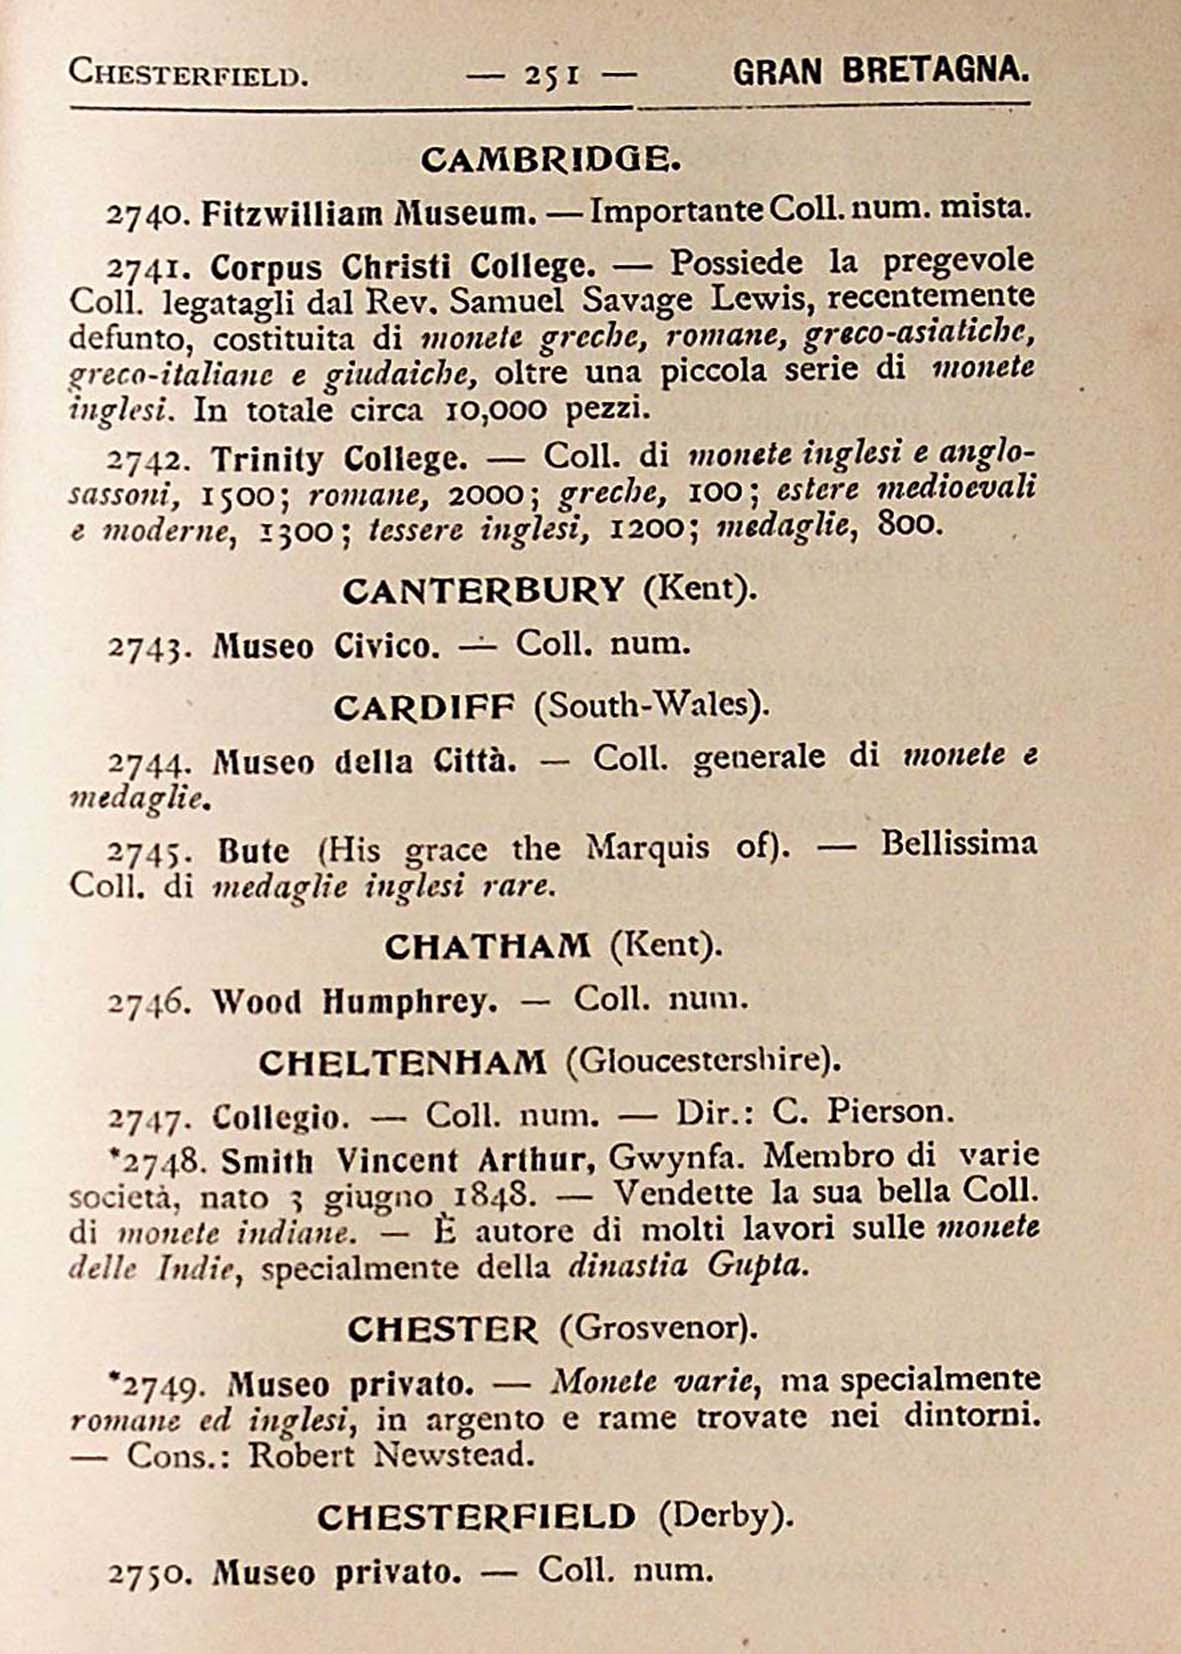 CHESTERFIELD. — 251 — GRAN BRETAGNA.
CAMBRIDGE.
2740. Fitzwilliam Museum. — Importante Coll. num. mista.
2741. Corpus Christi College. — Possiede la pregevole
Coll. legatagli dal Rev. Samuel Savage Lewis, recentemente
defunto, costituita di monete greche, romane, greco-asiatiche,
greco-italiane e giudaiche, oltre una piccola serie di monete
inglesi. In totale circa 10,000 pezzi.
2742. Trinity College. — Coll. di monete inglesi e anglo-
sassoni, 1500; romane, 2000; greche, 100; estere medioevali
e moderne, 1300; tessere inglesi, 1200; medaglie, 800.
CANTERBURY (Kent).
2743. Museo Civico. — Coll. num.
CARDIFF (South-Wales).
2744. Museo della Città. — Coll. generale di monete e
medaglie.
2745. Bute (His grace the Marquis of). — Bellissima
Coll. di medaglie inglesi rare.
CHATHAM (Kent).
2746. Wood Humphrey. — Coll. num.
CHELTENHAM (Gloucestershire).
2747. Collegio. — Coll. num. — Dir.: C. Pierson.
*2748. Smith Vincent Arthur, Gwynfa. Membro di varie
società, nato 3 giugno 1848. — Vendette la sua bella Coll.
di monete indiane. — È autore di molti lavori sulle monete
delle Indie, specialmente della dinastia Gupta.
CHESTER (Grosvenor).
*2749. Museo privato. — Monete varie, ma specialmente
romane ed inglesi, in argento e rame trovate nei dintorni.
— Cons.: Robert Newstead.
CHESTERFIELD (Derby).
2750. Museo privato. — Coll. num.